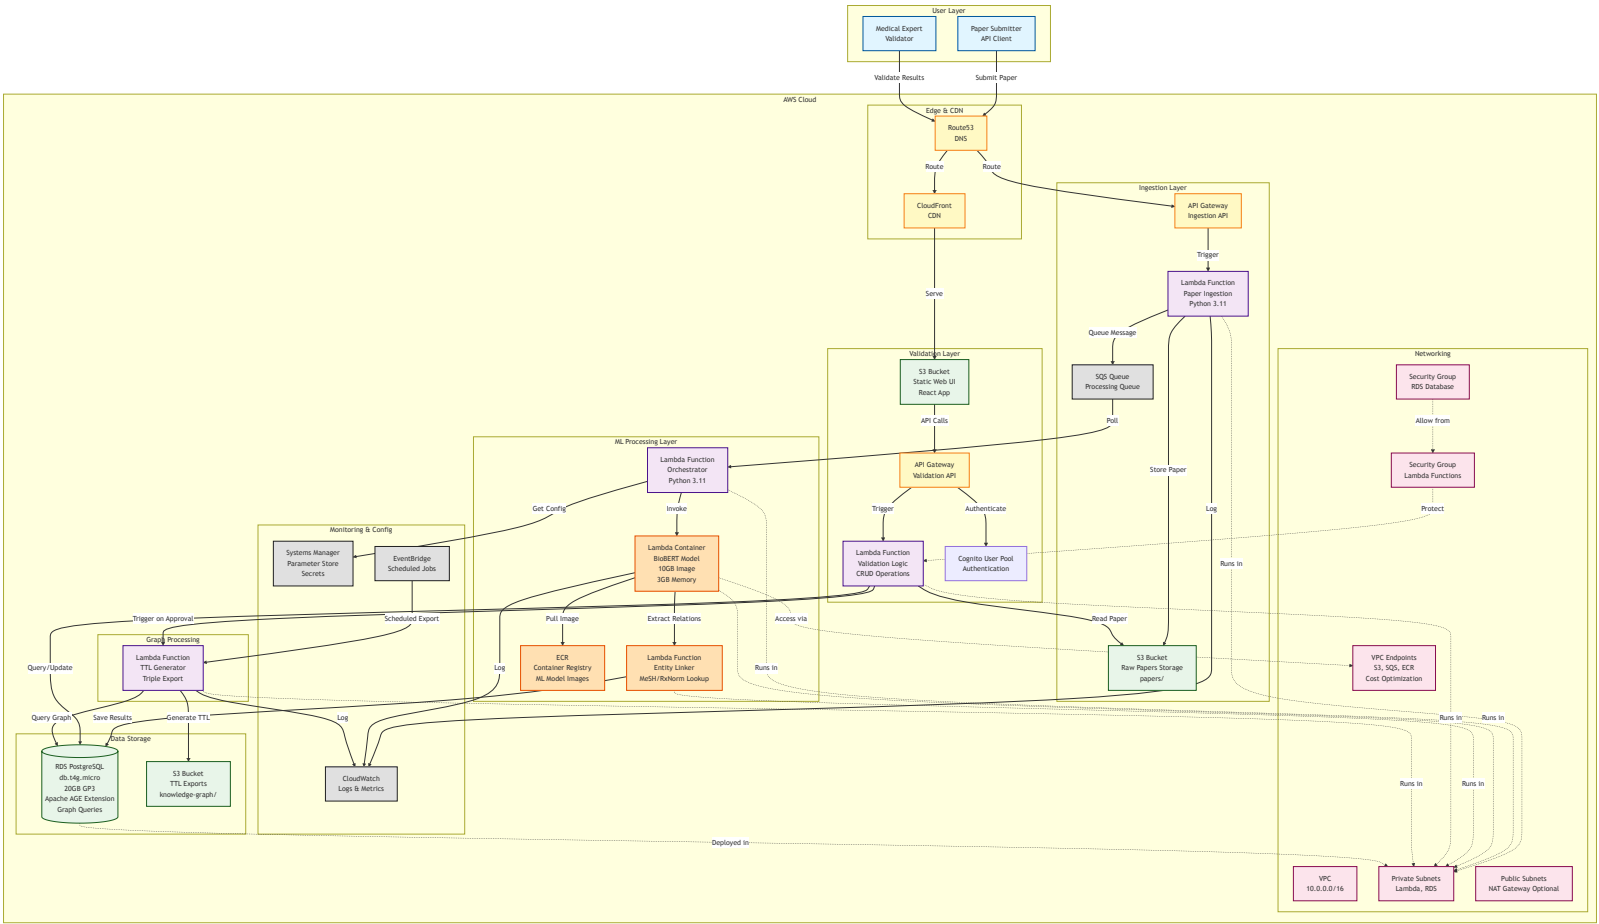 User Layer
Medical Expert
Validator
Paper Submitter
API Client
Validate Results
Submit Paper
AWS Cloud
Edge & CDN
Route53
DNS
Route
Route
CloudFront
CDN
Serve
Ingestion Layer
API Gateway
Ingestion API
Trigger
Lambda Function
Paper Ingestion
Python 3.11
Queue Message
SQS Queue
Processing Queue
Poll
Store Paper
Log
Runs in
Networking
Security Group
RDS Database
Allow from
Security Group
Lambda Functions
Protect
Validation Layer
S3 Bucket
Static Web UI
React App
API Calls
API Gateway
Validation API
Trigger
Authenticate
Lambda Function
Validation Logic
CRUD Operations
Cognito User Pool
Authentication
Read Paper
ML Processing Layer
Lambda Function
Orchestrator
Python 3.11
Get Config
Invoke
Lambda Container
BioBERT Model
10GB Image
3GB Memory
Pull Image
Extract Relations
Access via
ECR
Container Registry
ML Model Images
Lambda Function
Entity Linker
MeSH/RxNorm Lookup
Runs in
Log
Monitoring & Config
Systems Manager
Parameter Store
Secrets
EventBridge
Scheduled Jobs
Trigger on Approval
Scheduled Export
Graph Processing
Lambda Function
TTL Generator
Triple Export
Query/Update
Query Graph
Save Results
Generate TTL
Log
Data Storage
RDS PostgreSQL
db.t4g.micro
20GB GP3
Apache AGE Extension
Graph Queries
S3 Bucket
TTL Exports
knowledge-graph/
CloudWatch
Logs & Metrics
S3 Bucket
Raw Papers Storage
papers/
VPC Endpoints
S3, SQS, ECR
Cost Optimization
Runs in
Runs in
Runs in
Runs in
Deployed in
VPC
10.0.0.0/16
Private Subnets
Lambda, RDS
Public Subnets
NAT Gateway Optional